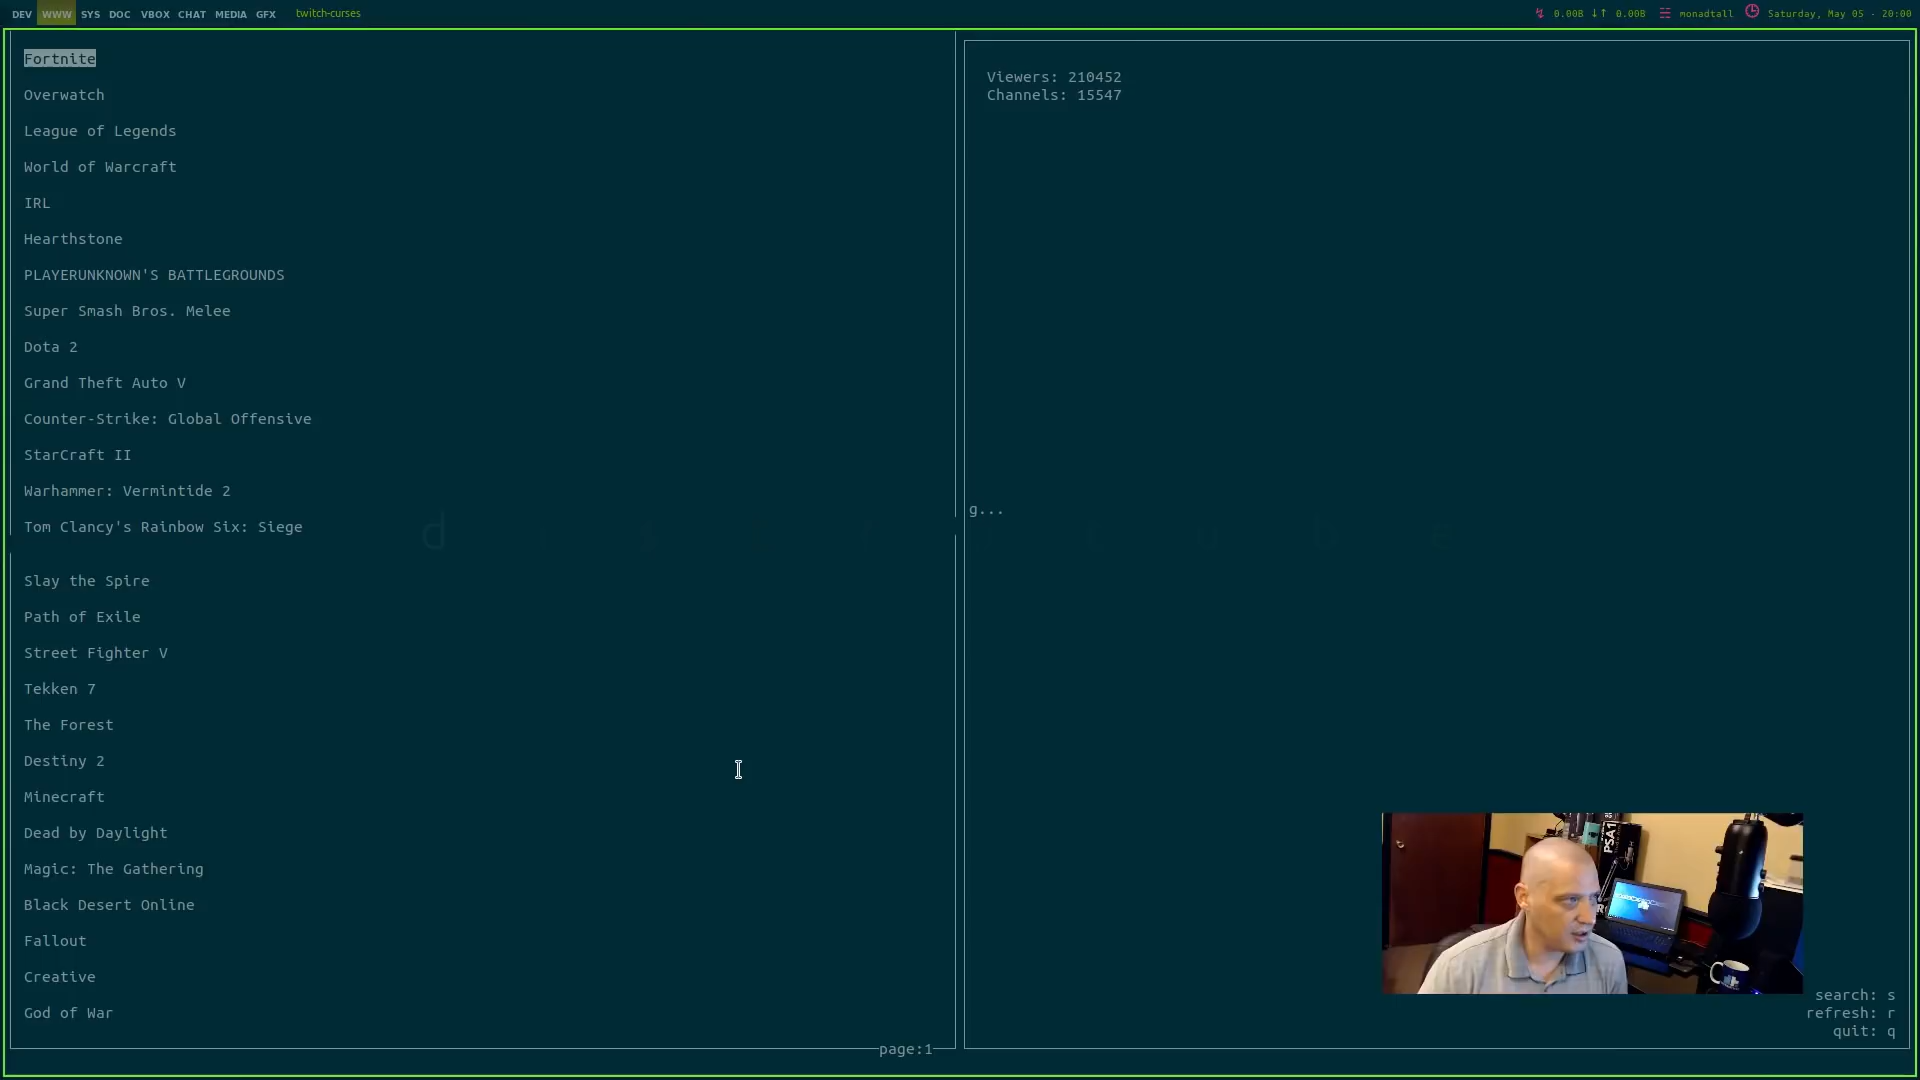 DEV WWW SYS DOC VBOX CHAT MEDIA GFX twitch-curses
0.00B ↓↑ 0.00B monadtall Saturday, May 05 - 20:00
Fortnite
Overwatch
League of Legends
World of Warcraft
IRL
Hearthstone
PLAYERUNKNOWN'S BATTLEGROUNDS
Super Smash Bros. Melee
Dota 2
Grand Theft Auto V
Counter-Strike: Global Offensive
StarCraft II
Warhammer: Vermintide 2
Tom Clancy's Rainbow Six: Siege
Slay the Spire
Path of Exile
Street Fighter V
Tekken 7
The Forest
Destiny 2
Minecraft
Dead by Daylight
Magic: The Gathering
Black Desert Online
Fallout
Creative
God of War
page:1
Viewers: 210452
Channels: 15547
g...
PSA1
search: s
refresh: r
quit: q